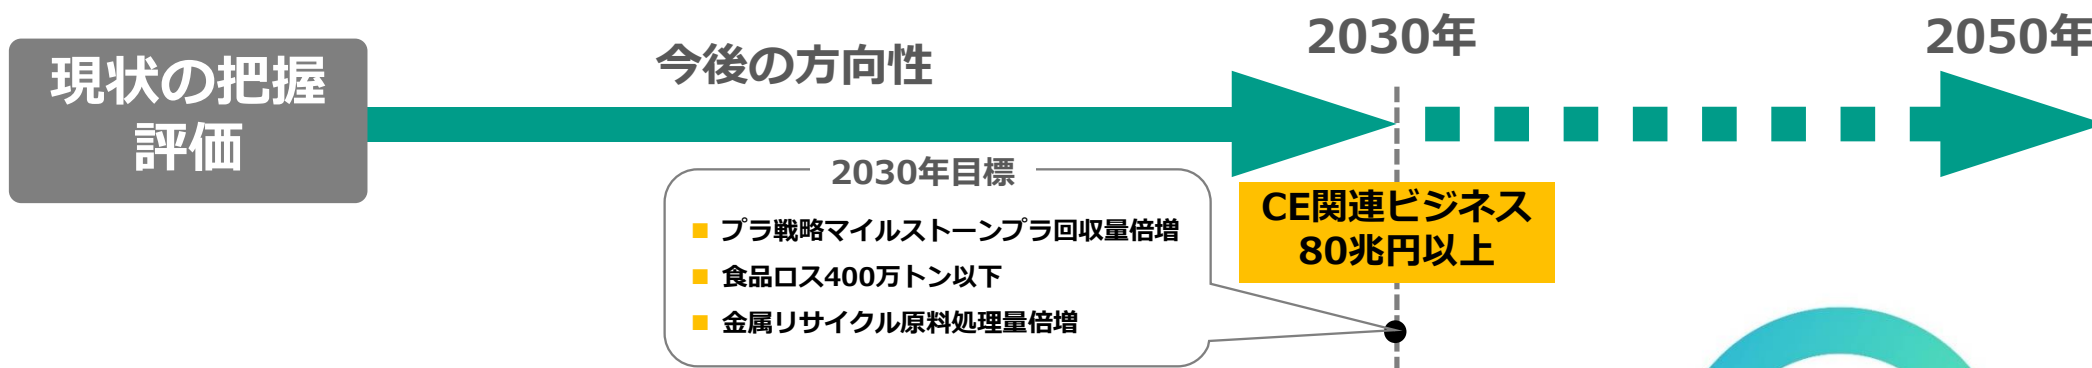 現状の把握
評価
今後の方向性
2030年
2050年
2030年目標
プラ戦略マイルストーンプラ回収量倍増
食品ロス400万トン以下
金属リサイクル原料処理量倍増
CE関連ビジネス
80兆円以上